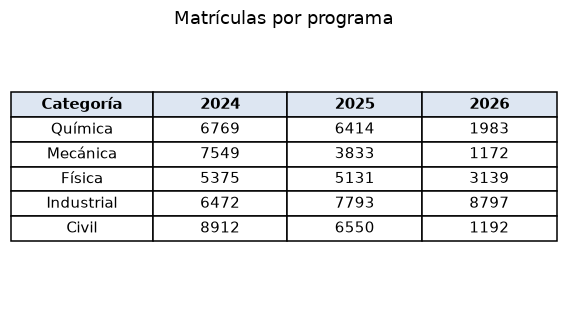 Matrículas por programa
Categoría 2024 2025 2026
Química 6769 6414 1983
Mecánica 7549 3833 1172
Física 5375 5131 3139
Industrial 6472 7793 8797
Civil 8912 6550 1192